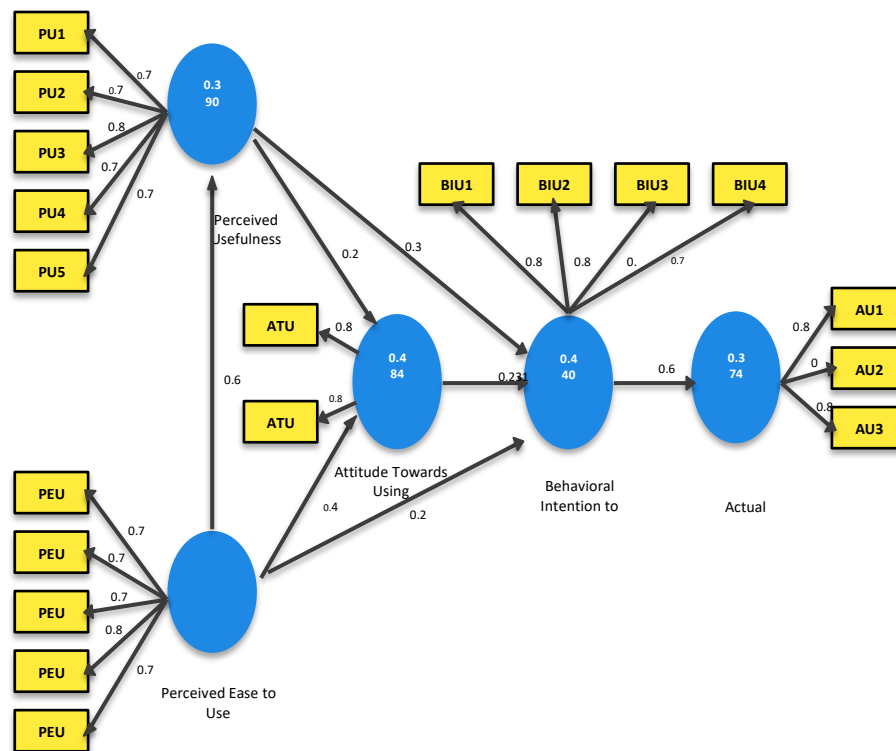 PU1
PU2
PU3
PU4
PU5
0.7
0.7
0.8
0.7
0.7
0.3
90
Perceived
Usefulness
0.2
0.3
0.6
BIU1
BIU2
BIU3
BIU4
0.8
0.8
0.
0.7
ATU
ATU
0.8
0.8
0.4
84
Attitude Towards
Using
0.231
0.4
40
Behavioral
Intention to
0.6
0.3
74
Actual
0.8
0
0.8
AU1
AU2
AU3
0.4
0.2
PEU
PEU
PEU
PEU
PEU
0.7
0.7
0.7
0.8
0.7
Perceived Ease to
Use